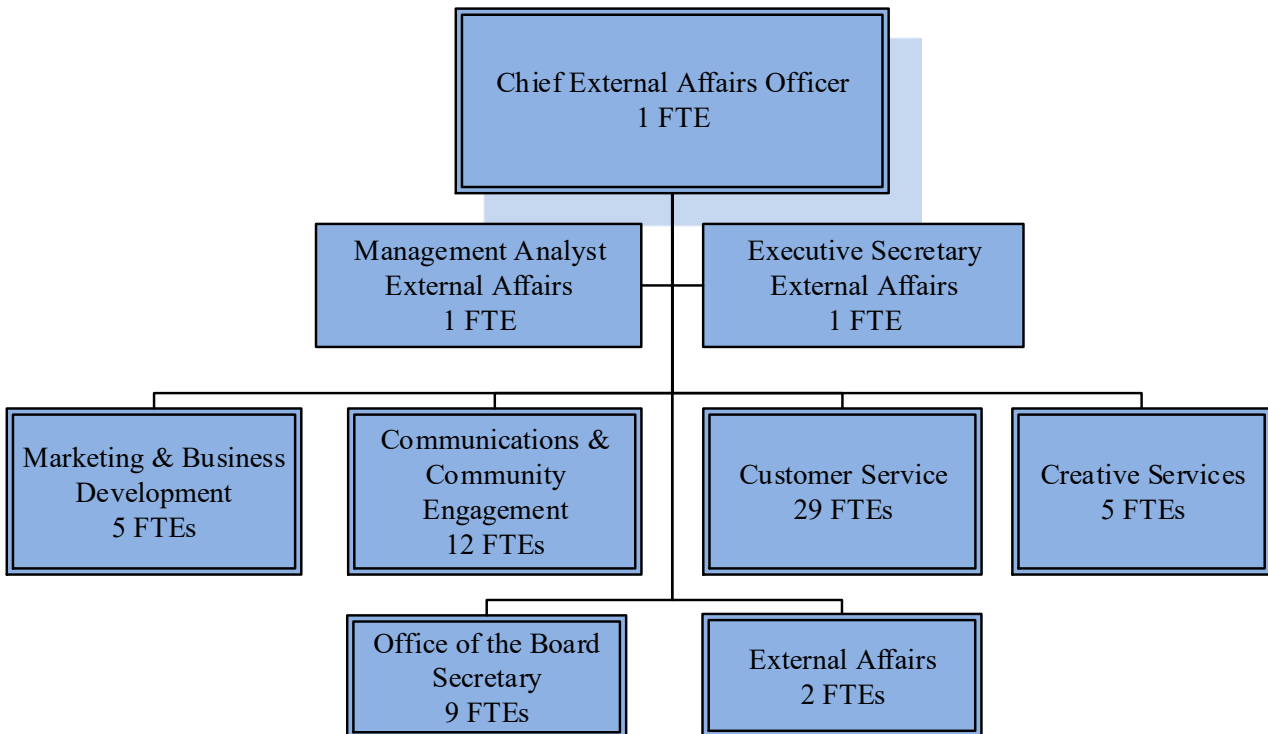 Chief External Affairs Officer
1 FTE
Management Analyst
External Affairs
1 FTE
Executive Secretary
External Affairs
1 FTE
Marketing & Business
Development
5 FTEs
Communications &
Community
Engagement
12 FTEs
Customer Service
29 FTEs
Creative Services
5 FTEs
Office of the Board
Secretary
9 FTEs
External Affairs
2 FTEs